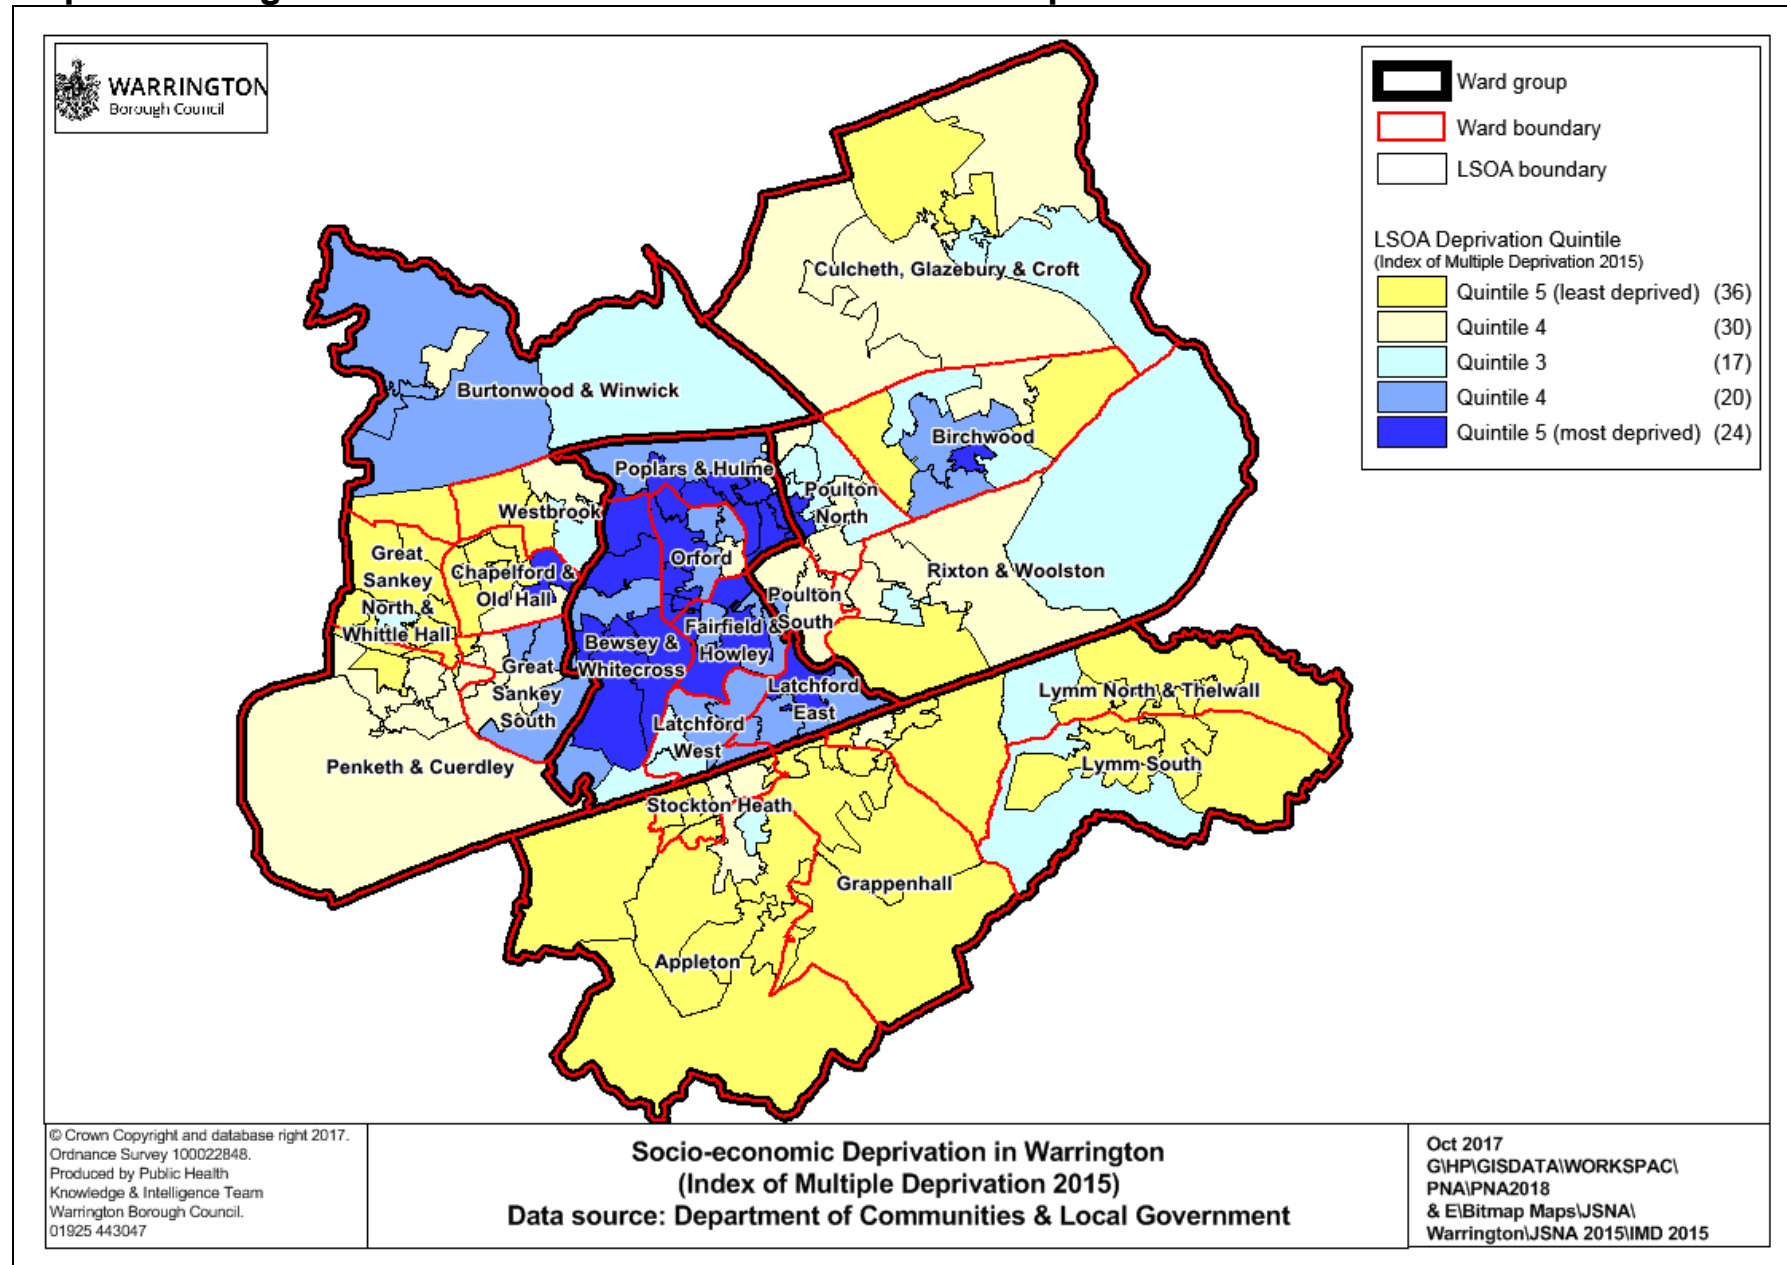 WARRINGTON
Borough Council
Ward group
Ward boundary
LSOA boundary
LSOA Deprivation Quintile
(Index of Multiple Deprivation 2015)
Quintile 5 (least deprived) (36)
Quintile 4 (30)
Quintile 3 (17)
Quintile 4 (20)
Quintile 5 (most deprived) (24)
Culcheth, Glazebury & Croft
Burtonwood & Winwick
Birchwood
Poplars & Hulme
Poulton
North
Westbrook
Great
Sankey
North &
Whittle Hall
Chapelford &
Old Hall
Orford
Rixton & Woolston
Poulton
South
Fairfield &
Howley
Bewsey &
Whitecross
Great
Sankey
South
Latchford
East
Latchford
West
Lymm North & Thelwall
Lymm South
Penketh & Cuerdley
Stockton Heath
Grappenhall
Appleton
© Crown Copyright and database right 2017.
Ordnance Survey 100022848.
Produced by Public Health
Knowledge & Intelligence Team
Warrington Borough Council.
01925 443047
Socio-economic Deprivation in Warrington
(Index of Multiple Deprivation 2015)
Data source: Department of Communities & Local Government
Oct 2017
G\HP\GISDATA\WORKSPAC\
PNA\PNA2018
& E\Bitmap Maps\JSNA\
Warrington\JSNA 2015\IMD 2015